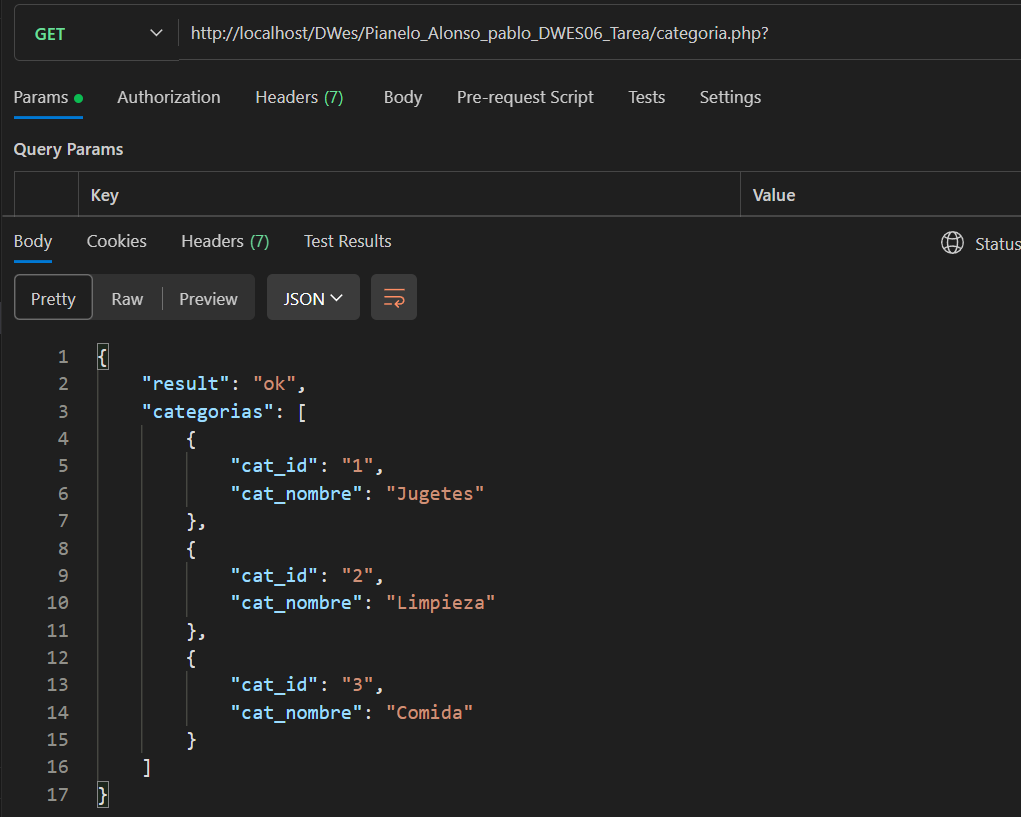 GET http://localhost/DWes/Pianelo_Alonso_pablo_DWES06_Tarea/categoria.php?
Params Authorization Headers (7) Body Pre-request Script Tests Settings
Query Params
Key Value
Body Cookies Headers (7) Test Results Status
Pretty Raw Preview JSON
1 {
2 "result": "ok",
3 "categorias": [
4 {
5 "cat_id": "1",
6 "cat_nombre": "Jugetes"
7 },
8 {
9 "cat_id": "2",
10 "cat_nombre": "Limpieza"
11 },
12 {
13 "cat_id": "3",
14 "cat_nombre": "Comida"
15 }
16 ]
17 }